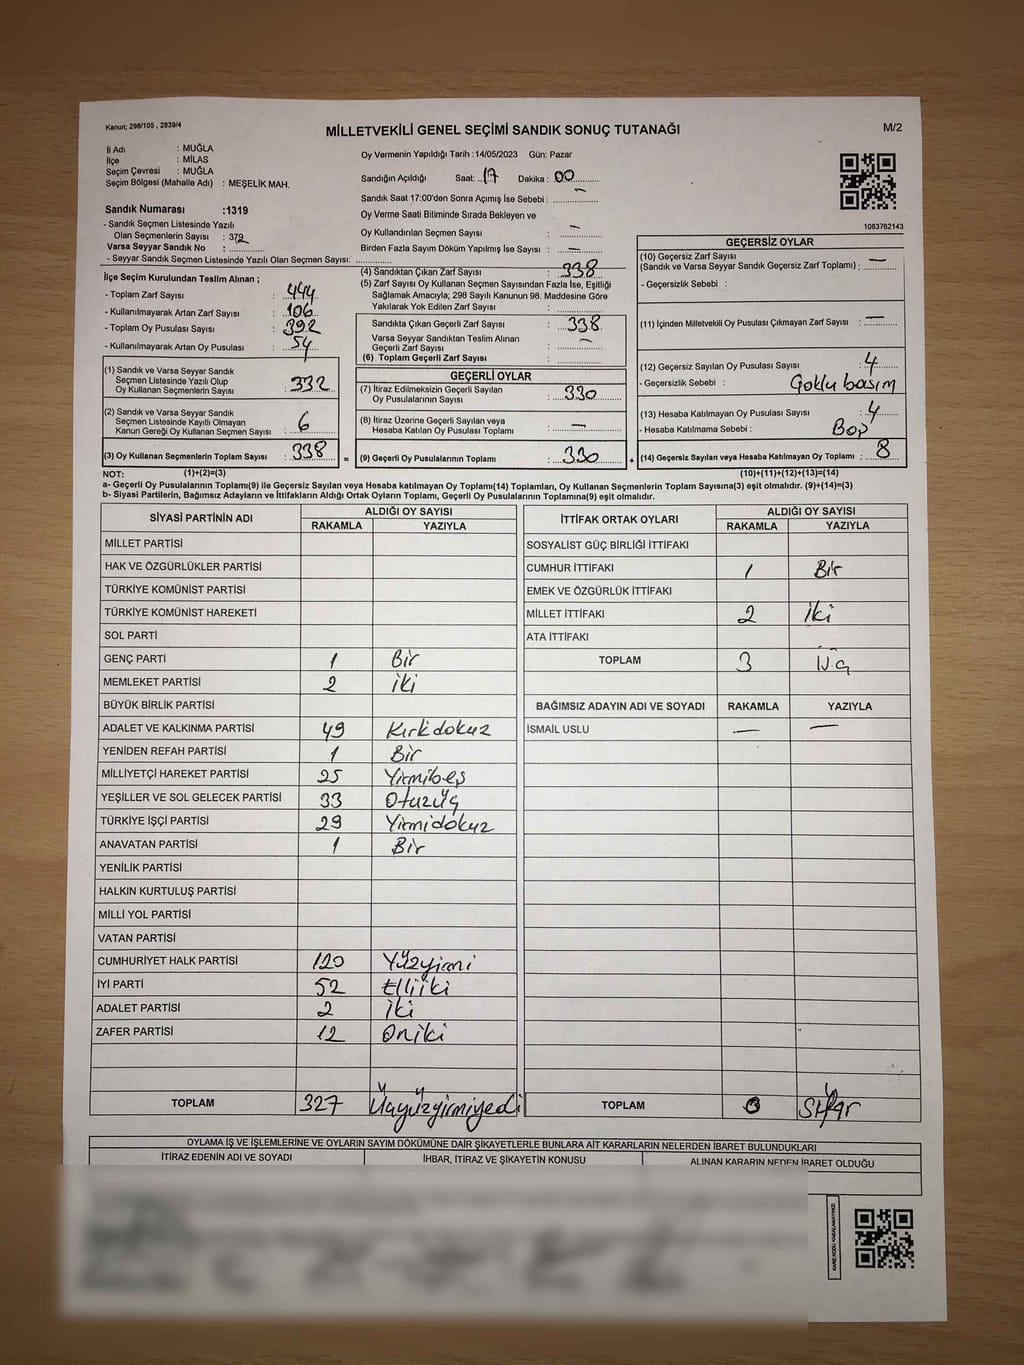 Kanun; 298/105 , 2839/4
MİLLETVEKİLİ GENEL SEÇİMİ SANDIK SONUÇ TUTANAĞI
M/2
İl Adı : MUĞLA
İlçe : MİLAS
Seçim Çevresi : MUĞLA
Seçim Bölgesi (Mahalle Adı) : MEŞELİK MAH.
Sandık Numarası :1319
- Sandık Seçmen Listesinde Yazılı
Olan Seçmenlerin Sayısı : 372
Varsa Seyyar Sandık No :
- Seyyar Sandık Seçmen Listesinde Yazılı Olan Seçmen Sayısı:
Oy Vermenin Yapıldığı Tarih :14/05/2023 Gün: Pazar
Sandığın Açıldığı Saat: 17 Dakika : 00
Sandık Saat 17:00'den Sonra Açımış İse Sebebi : —
Oy Verme Saati Bitiminde Sırada Bekleyen ve
Oy Kullandırılan Seçmen Sayısı : —
Birden Fazla Sayım Döküm Yapılmış İse Sayısı : —
1083762143
İlçe Seçim Kurulundan Teslim Alınan ;
- Toplam Zarf Sayısı : 444
- Kullanılmayarak Artan Zarf Sayısı : 106
- Toplam Oy Pusulası Sayısı : 392
- Kullanılmayarak Artan Oy Pusulası : 54
(1) Sandık ve Varsa Seyyar Sandık
Seçmen Listesinde Yazılı Olup
Oy Kullanan Seçmenlerin Sayısı : 332
(2) Sandık ve Varsa Seyyar Sandık
Seçmen Listesinde Kayıtlı Olmayan
Kanun Gereği Oy Kullanan Seçmen Sayısı : 6
(3) Oy Kullanan Seçmenlerin Toplam Sayısı : 338 =
(4) Sandıktan Çıkan Zarf Sayısı : 338
(5) Zarf Sayısı Oy Kullanan Seçmen Sayısından Fazla İse, Eşitliği
Sağlamak Amacıyla; 298 Sayılı Kanunun 98. Maddesine Göre
Yakılarak Yok Edilen Zarf Sayısı :
Sandıkta Çıkan Geçerli Zarf Sayısı : 338
Varsa Seyyar Sandıktan Teslim Alınan
Geçerli Zarf Sayısı : —
(6) Toplam Geçerli Zarf Sayısı :
GEÇERLİ OYLAR
(7) İtiraz Edilmeksizin Geçerli Sayılan
Oy Pusulalarının Sayısı : 330
(8) İtiraz Üzerine Geçerli Sayılan veya
Hesaba Katılan Oy Pusulası Toplamı : —
(9) Geçerli Oy Pusulalarının Toplamı : 330 +
GEÇERSİZ OYLAR
(10) Geçersiz Zarf Sayısı
(Sandık ve Varsa Seyyar Sandık Geçersiz Zarf Toplamı) : —
- Geçersizlik Sebebi :
(11) İçinden Milletvekili Oy Pusulası Çıkmayan Zarf Sayısı : —
(12) Geçersiz Sayılan Oy Pusulası Sayısı : 4
- Geçersizlik Sebebi : Çoklu basım
(13) Hesaba Katılmayan Oy Pusulası Sayısı : 4
- Hesaba Katılmama Sebebi : Boş
(14) Geçersiz Sayılan veya Hesaba Katılmayan Oy Pusulası Toplamı : 8
NOT: (1)+(2)=(3) (10)+(11)+(12)+(13)=(14)
a- Geçerli Oy Pusulalarının Toplamı(9) ile Geçersiz Sayılan veya Hesaba Katılmayan Oy Toplamı(14) Toplamları, Oy Kullanan Seçmenlerin Toplam Sayısına(3) eşit olmalıdır. (9)+(14)=(3)
b- Siyasi Partilerin, Bağımsız Adayların ve İttifakların Aldığı Ortak Oyların Toplamı, Geçerli Oy Pusulalarının Toplamına(9) eşit olmalıdır.
SİYASİ PARTİNİN ADI ALDIĞI OY SAYISI
RAKAMLA YAZIYLA
MİLLET PARTİSİ
HAK VE ÖZGÜRLÜKLER PARTİSİ
TÜRKİYE KOMÜNİST PARTİSİ
TÜRKİYE KOMÜNİST HAREKETİ
SOL PARTİ
GENÇ PARTİ 1 Bir
MEMLEKET PARTİSİ 2 iki
BÜYÜK BİRLİK PARTİSİ
ADALET VE KALKINMA PARTİSİ 49 Kırkdokuz
YENİDEN REFAH PARTİSİ 1 Bir
MİLLİYETÇİ HAREKET PARTİSİ 25 Yirmibeş
YEŞİLLER VE SOL GELECEK PARTİSİ 33 Otuzüç
TÜRKİYE İŞÇİ PARTİSİ 29 Yirmidokuz
ANAVATAN PARTİSİ 1 Bir
YENİLİK PARTİSİ
HALKIN KURTULUŞ PARTİSİ
MİLLİ YOL PARTİSİ
VATAN PARTİSİ
CUMHURİYET HALK PARTİSİ 120 Yüzyirmi
İYİ PARTİ 52 Elliiki
ADALET PARTİSİ 2 İki
ZAFER PARTİSİ 12 Oniki
TOPLAM 327 Üçyüzyirmiyedi
İTTİFAK ORTAK OYLARI ALDIĞI OY SAYISI
RAKAMLA YAZIYLA
SOSYALİST GÜÇ BİRLİĞİ İTTİFAKI
CUMHUR İTTİFAKI 1 Bir
EMEK VE ÖZGÜRLÜK İTTİFAKI
MİLLET İTTİFAKI 2 İki
ATA İTTİFAKI
TOPLAM 3 Üç
BAĞIMSIZ ADAYIN ADI VE SOYADI RAKAMLA YAZIYLA
İSMAİL USLU — —
TOPLAM
OYLAMA İŞ VE İŞLEMLERİNE VE OYLARIN SAYIM DÖKÜMÜNE DAİR ŞİKAYETLERLE BUNLARA AİT KARARLARIN NELERDEN İBARET BULUNDUKLARI
İTİRAZ EDENİN ADI VE SOYADI İHBAR, İTİRAZ VE ŞİKAYETİN KONUSU ALINAN KARARIN NEDEN İBARET OLDUĞU
KARE KODU KARALAMAYINIZ!